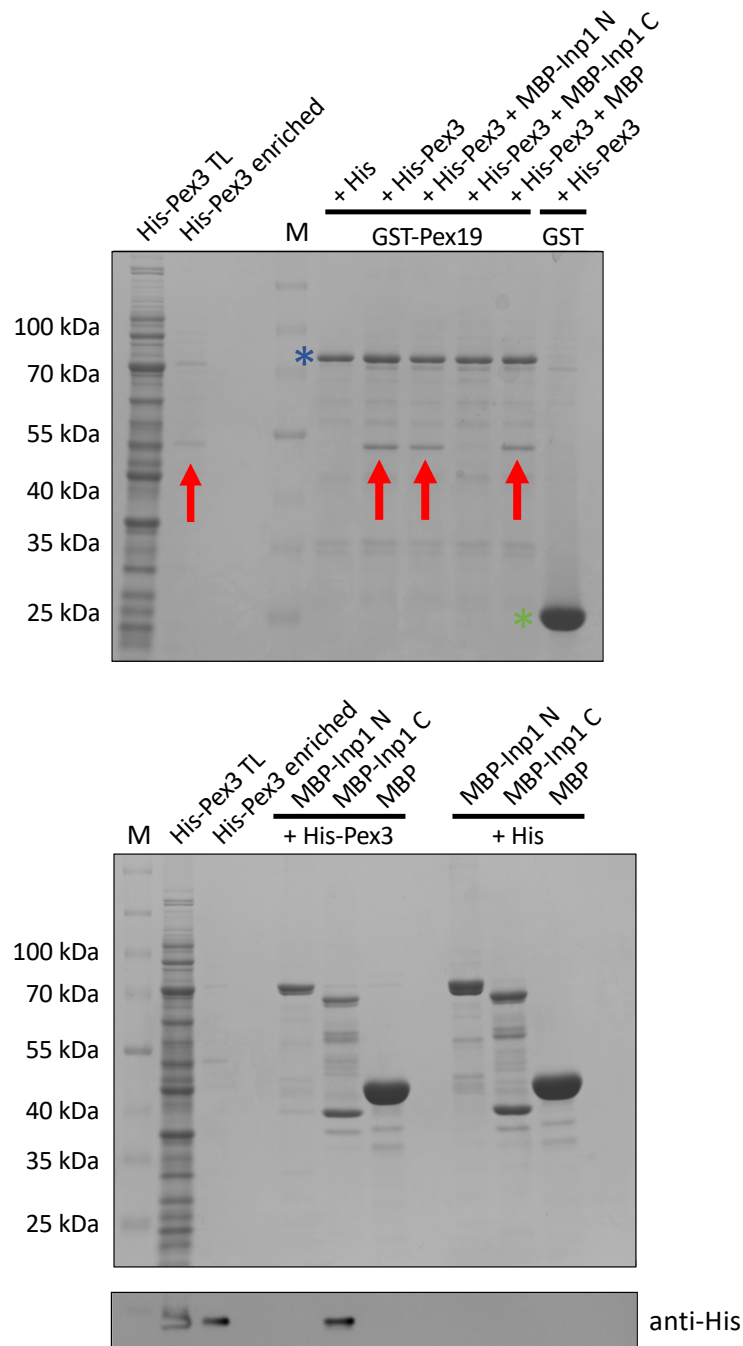 His-Pex3 TL
His-Pex3 enriched
M
+ His
+ His-Pex3
+ His-Pex3 + MBP-Inp1 N
+ His-Pex3 + MBP-Inp1 C
+ His-Pex3 + MBP
+ His-Pex3
GST-Pex19
GST
100 kDa
*
70 kDa
55 kDa
40 kDa
35 kDa
25 kDa
*
M
His-Pex3 TL
His-Pex3 enriched
MBP-Inp1 N
MBP-Inp1 C
MBP
+ His-Pex3
MBP-Inp1 N
MBP-Inp1 C
MBP
+ His
100 kDa
70 kDa
55 kDa
40 kDa
35 kDa
25 kDa
anti-His